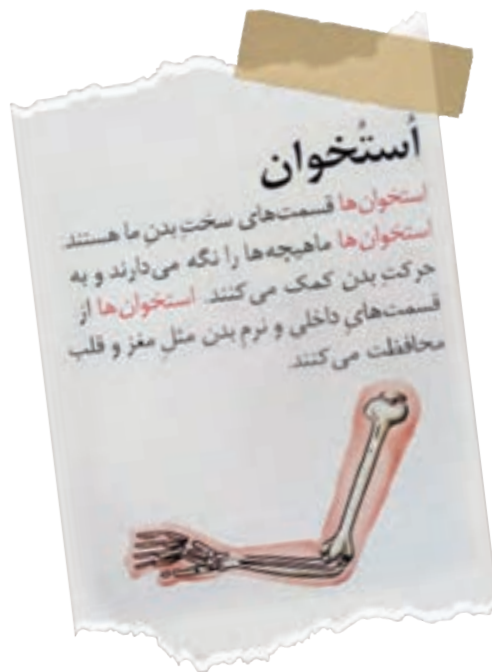 اُستُخوان
استخوان‌ها قسمت‌های سختِ بدنِ ما هستند.
استخوان‌ها ماهیچه‌ها را نگه می‌دارند و به
حرکتِ بدن کمک می‌کنند. استخوان‌ها از
قسمت‌هایِ داخلی و نرم بدن مثلِ مغز و قلب
محافظت می‌کنند.